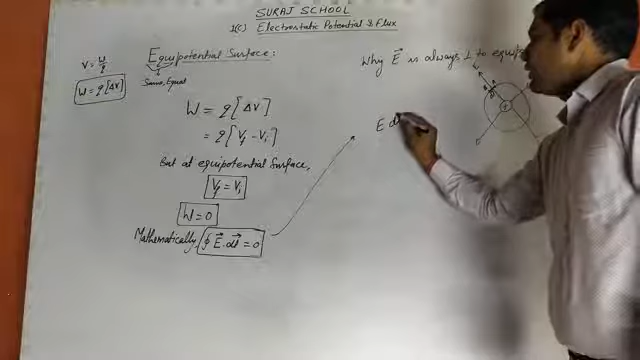 SURAJ SCHOOL
1(C) Electrostatic Potential & Flux
V = W/q
W = q[ΔV]
Equipotential Surface:
Same, Equal
W = q[ΔV]
= q[Vf - Vi]
But at equipotential surface,
Vf = Vi
W = 0
Mathematically, ∮ E⃗. dl⃗ = 0
Why E⃗ is always ⊥ to equip
E d
+